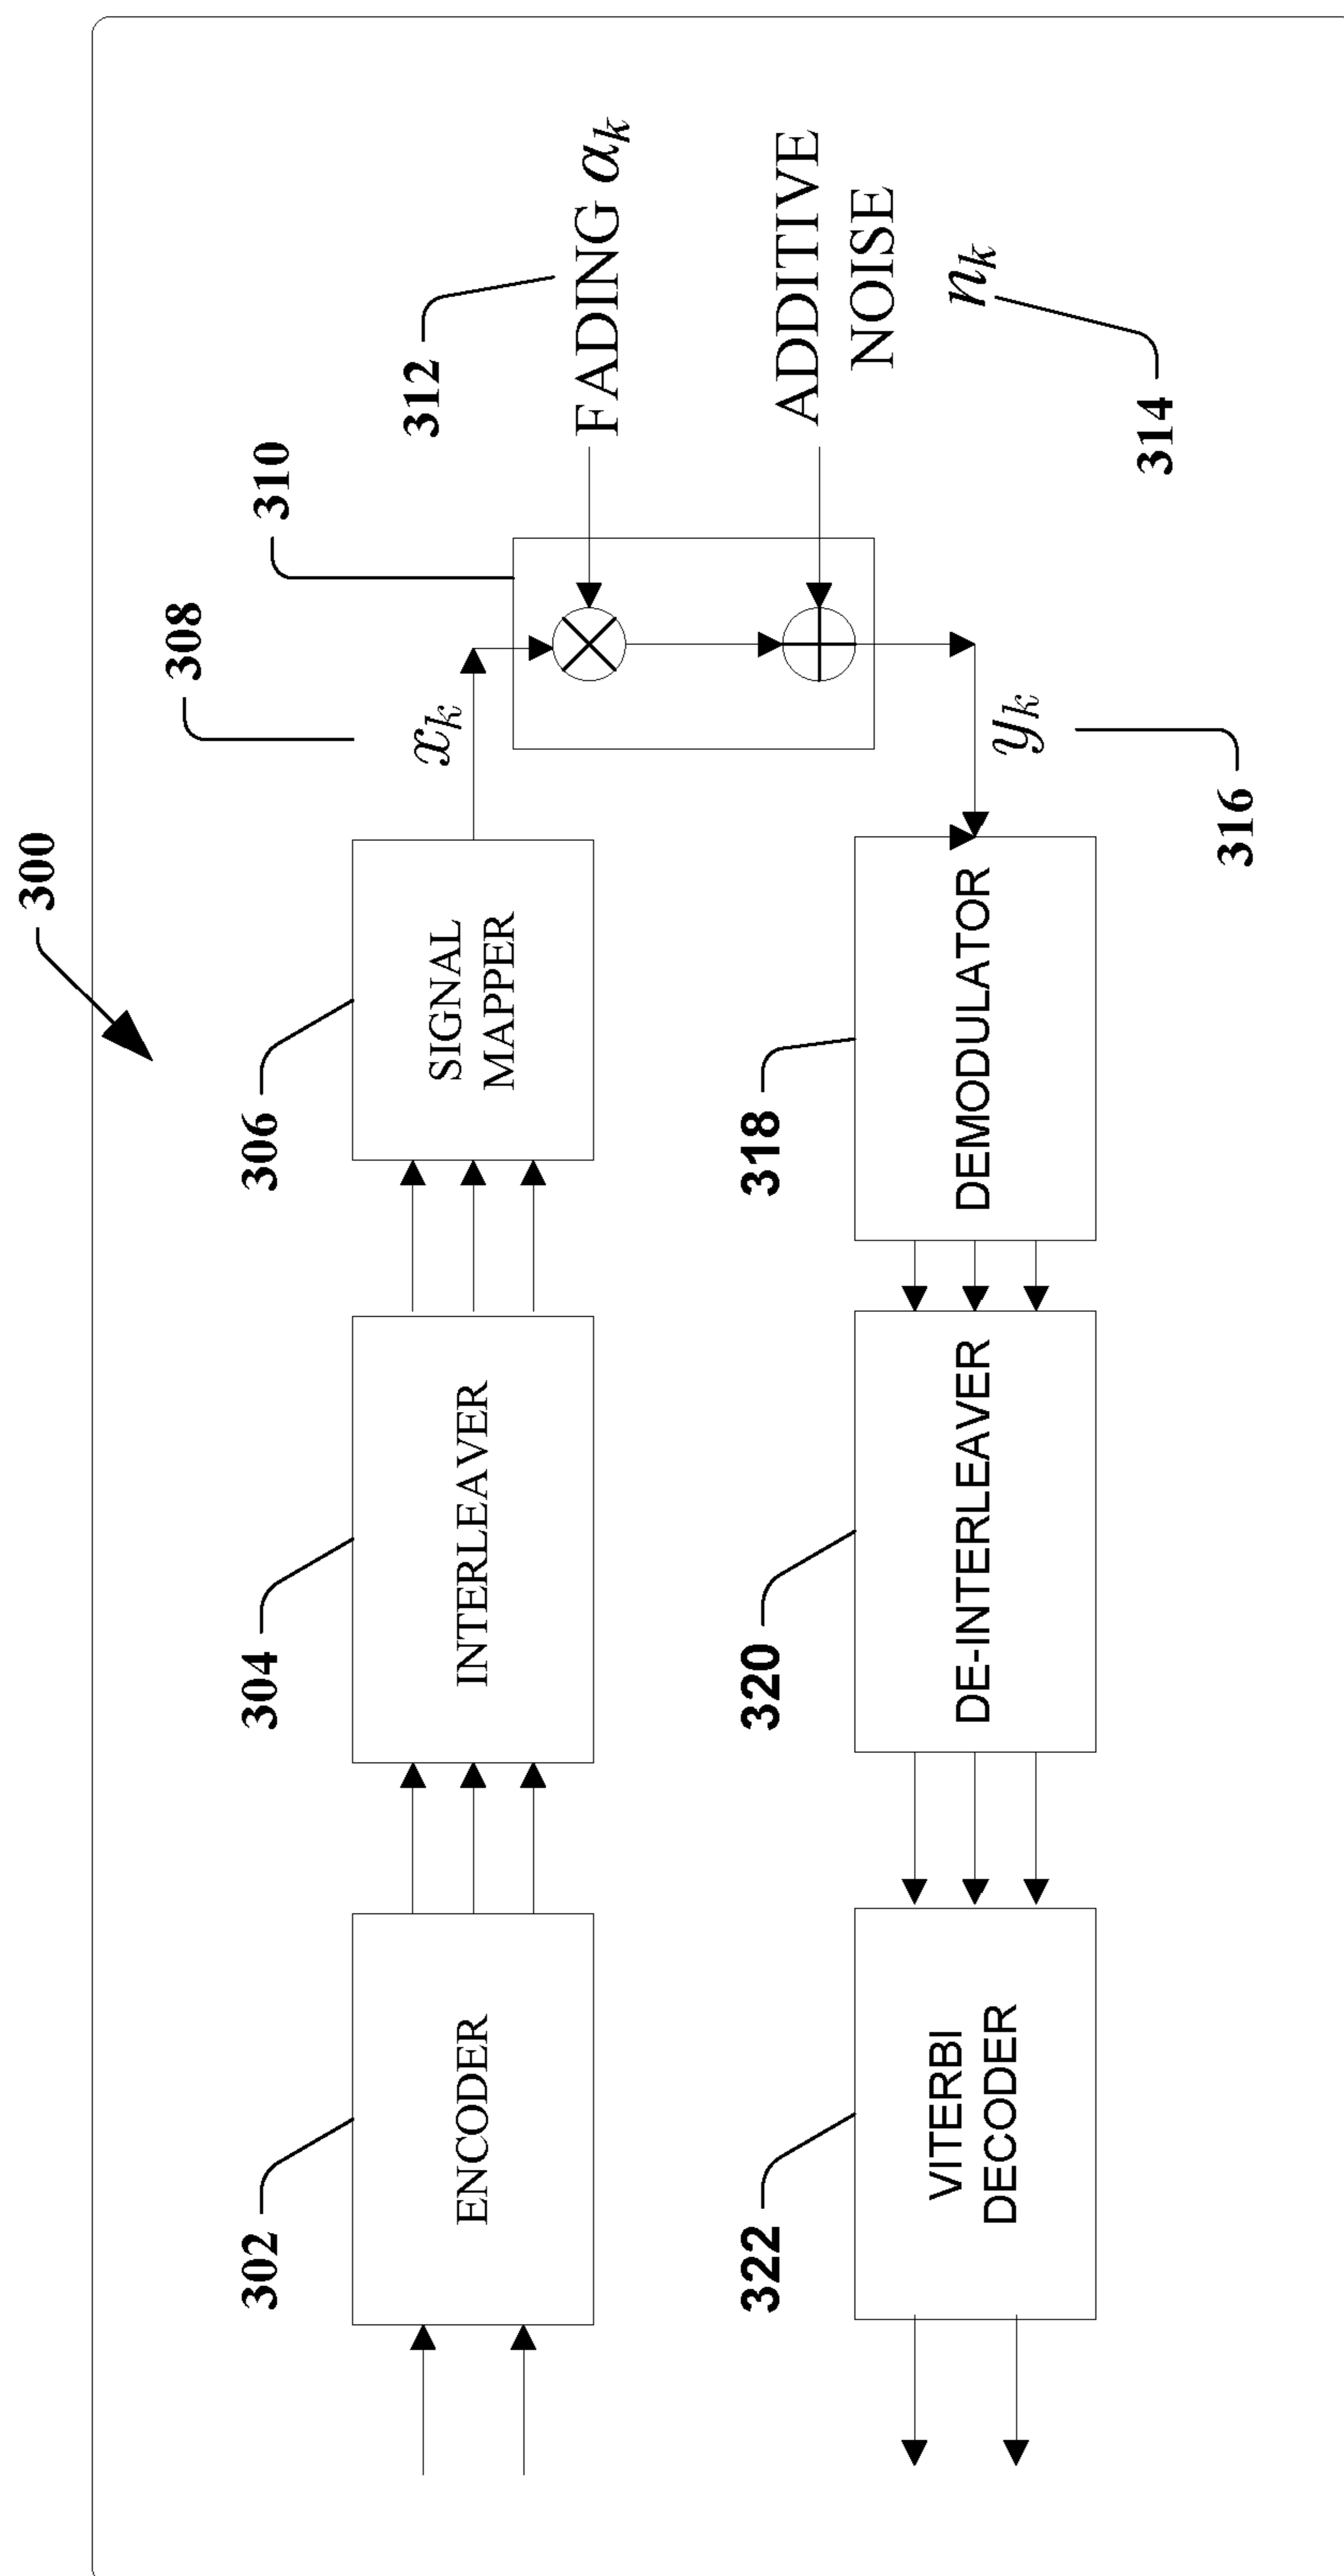 300
308
310
312
302
304
306
ENCODER
INTERLEAVER
SIGNAL
MAPPER
x_k
FADING α_k
ADDITIVE
NOISE
n_k
314
322
320
318
VITERBI
DECODER
DE-INTERLEAVER
DEMODULATOR
y_k
316